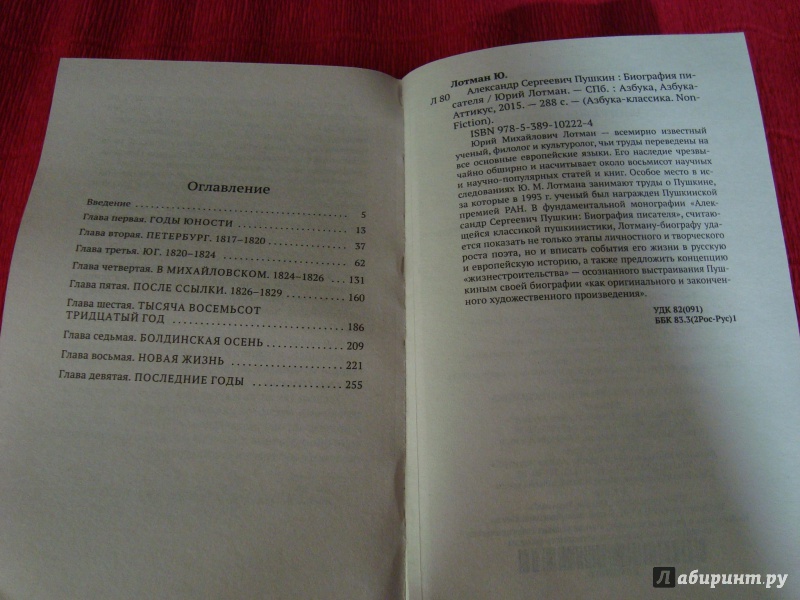 Оглавление
Введение 5
Глава первая. ГОДЫ ЮНОСТИ 13
Глава вторая. ПЕТЕРБУРГ. 1817–1820 37
Глава третья. ЮГ. 1820–1824 62
Глава четвертая. В МИХАЙЛОВСКОМ. 1824–1826 131
Глава пятая. ПОСЛЕ ССЫЛКИ. 1826–1829 160
Глава шестая. ТЫСЯЧА ВОСЕМЬСОТ
ТРИДЦАТЫЙ ГОД 186
Глава седьмая. БОЛДИНСКАЯ ОСЕНЬ 209
Глава восьмая. НОВАЯ ЖИЗНЬ 221
Глава девятая. ПОСЛЕДНИЕ ГОДЫ 255
Лотман Ю.
Л 80 Александр Сергеевич Пушкин : Биография пи-
сателя / Юрий Лотман. — СПб. : Азбука, Азбука-
Аттикус, 2015. — 288 с. — (Азбука-классика. Non-
Fiction).
ISBN 978-5-389-10222-4
Юрий Михайлович Лотман — всемирно известный
ученый, филолог и культуролог, чьи труды переведены на
все основные европейские языки. Его наследие чрезвы-
чайно обширно и насчитывает около восьмисот научных
и научно-популярных статей и книг. Особое место в ис-
следованиях Ю. М. Лотмана занимают труды о Пушкине,
за которые в 1993 г. ученый был награжден Пушкинской
премией РАН. В фундаментальной монографии «Алек-
сандр Сергеевич Пушкин: Биография писателя», считаю-
щейся классикой пушкинистики, Лотману-биографу уда-
ется показать не только этапы личностного и творческого
роста поэта, но и вписать события его жизни в русскую
и европейскую историю, а также предложить концепцию
«жизнестроительства» — осознанного выстраивания Пуш-
киным своей биографии «как оригинального и закончен-
ного художественного произведения».
УДК 82(091)
ББК 83.3(2Рос-Рус)1
Лабиринт.ру